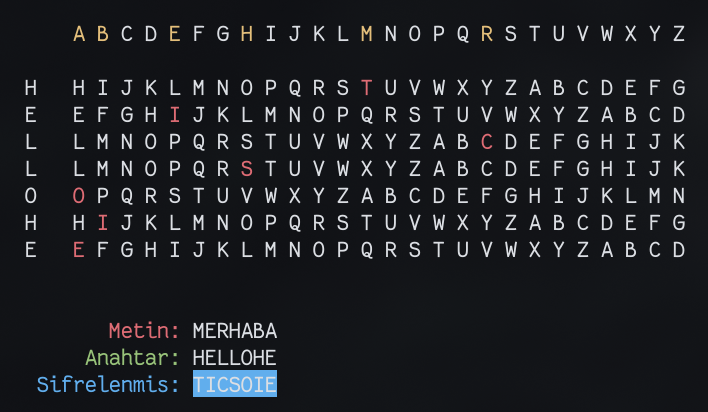 A B C D E F G H I J K L M N O P Q R S T U V W X Y Z
H H I J K L M N O P Q R S T U V W X Y Z A B C D E F G
E E F G H I J K L M N O P Q R S T U V W X Y Z A B C D
L L M N O P Q R S T U V W X Y Z A B C D E F G H I J K
L L M N O P Q R S T U V W X Y Z A B C D E F G H I J K
O O P Q R S T U V W X Y Z A B C D E F G H I J K L M N
H H I J K L M N O P Q R S T U V W X Y Z A B C D E F G
E E F G H I J K L M N O P Q R S T U V W X Y Z A B C D
Metin: MERHABA
Anahtar: HELLOHE
Sifrelenmis: TICSOIE